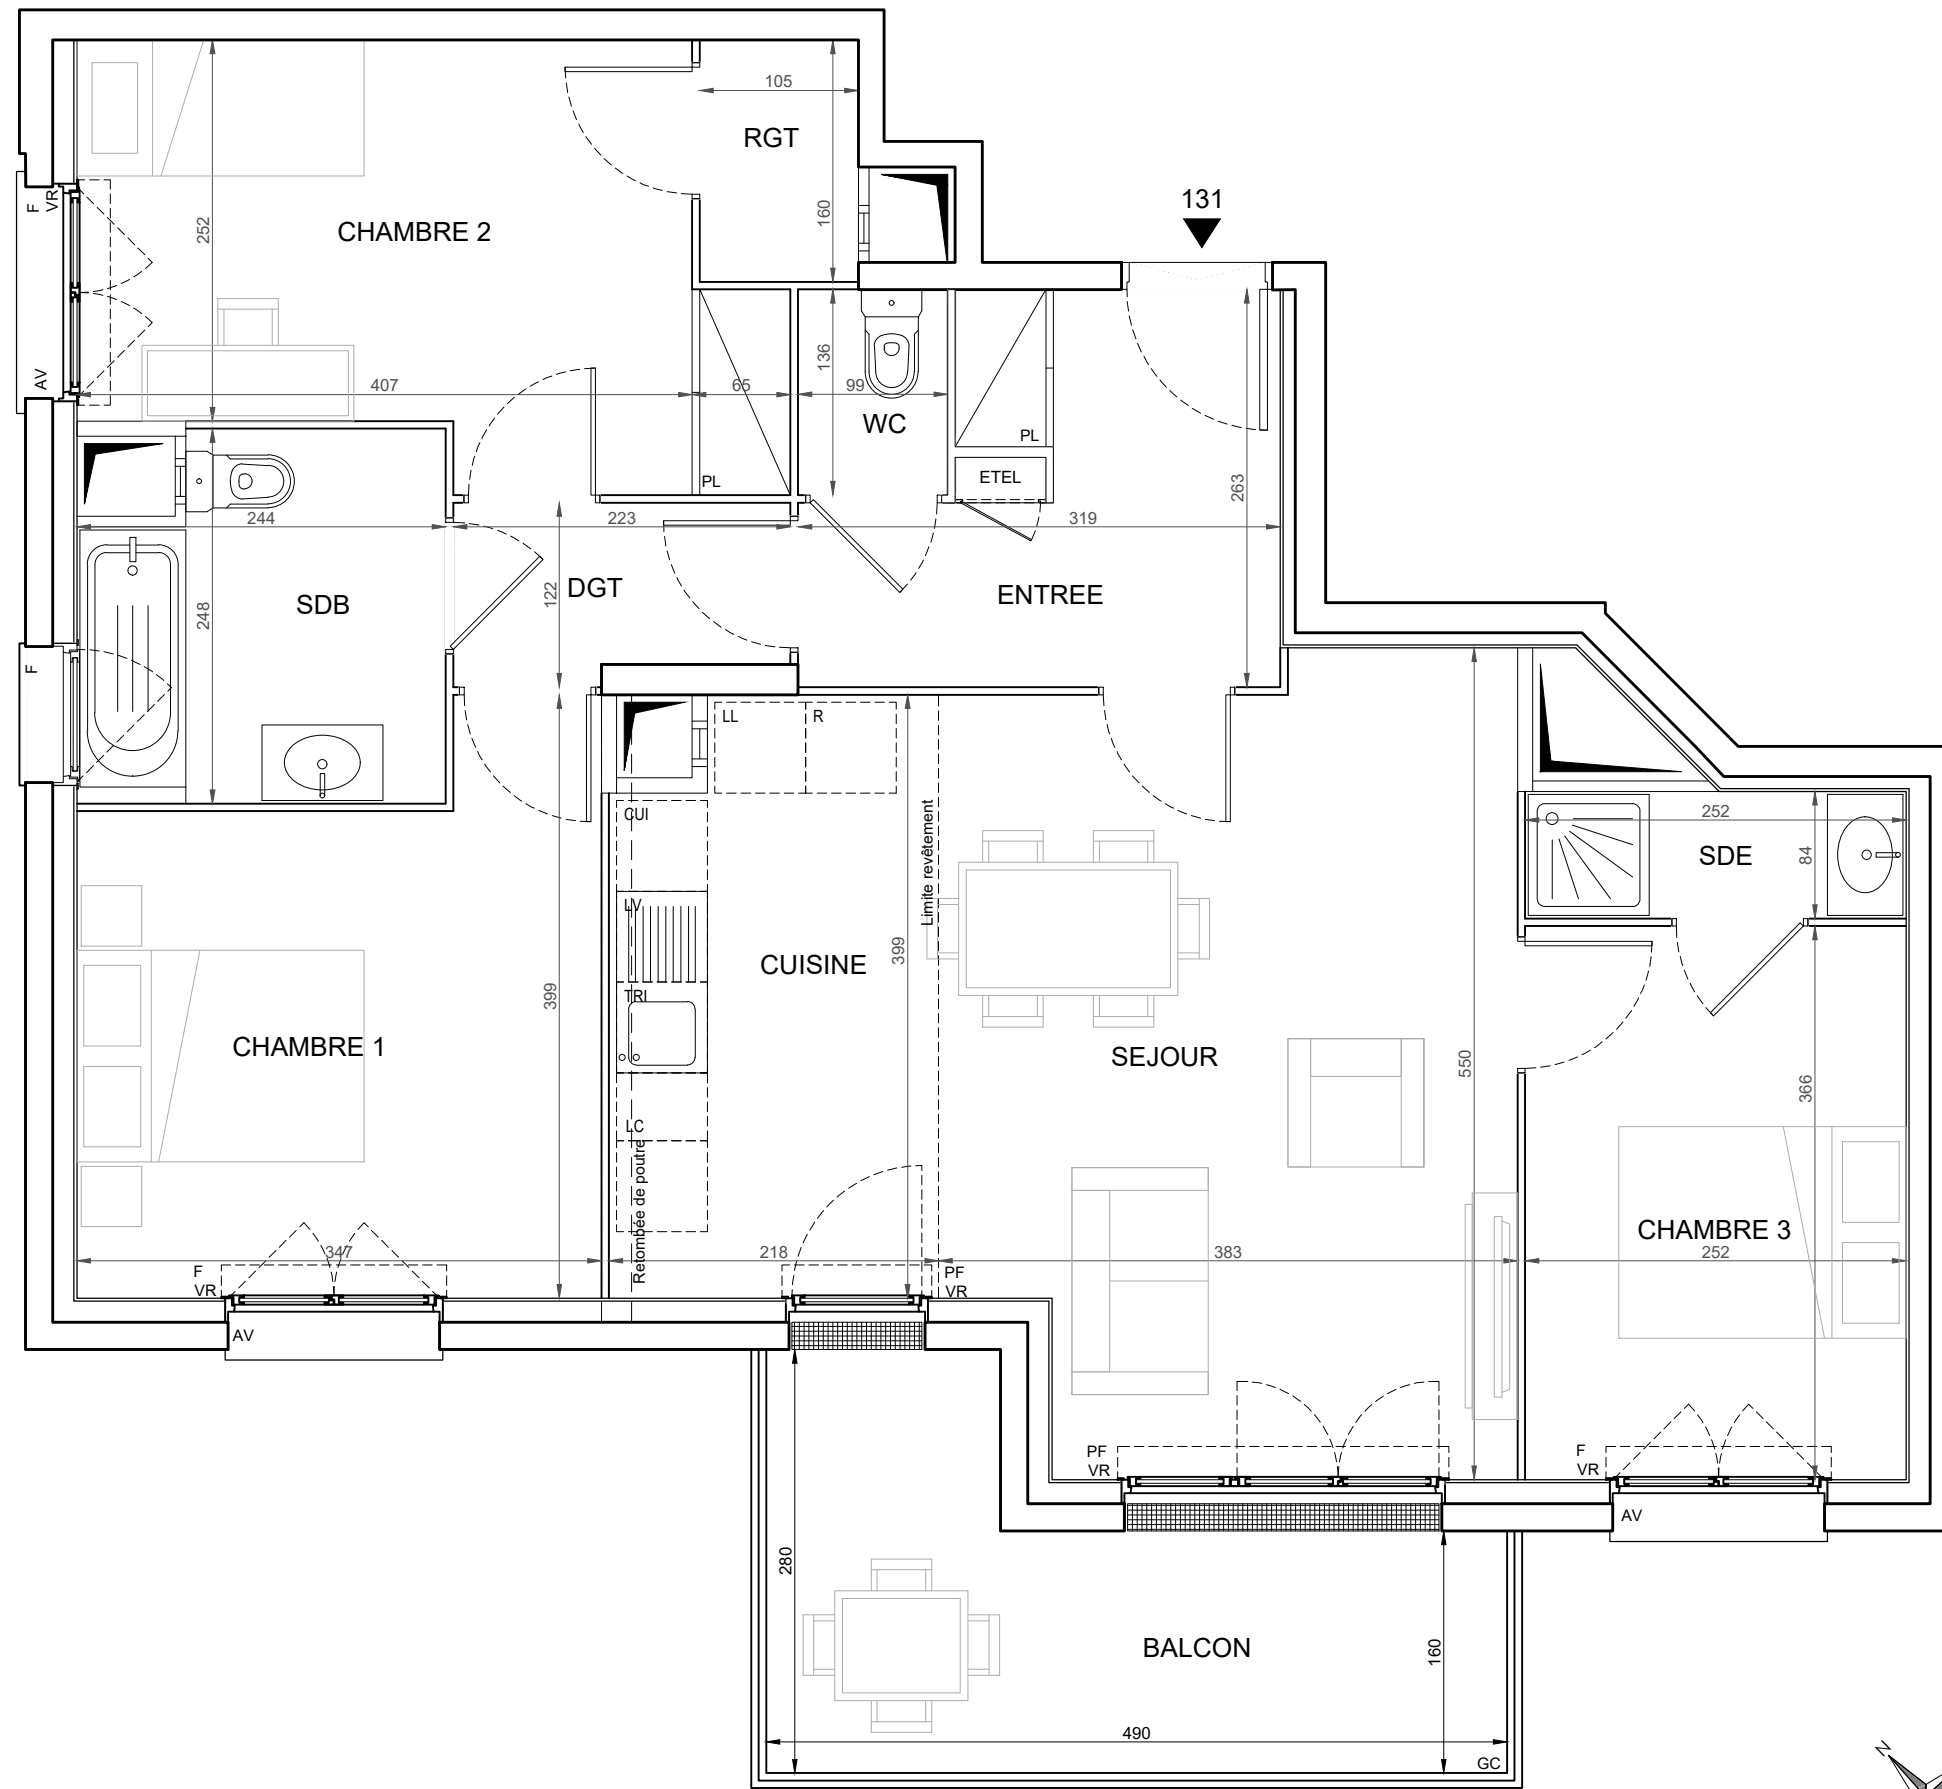 105
RGT
131
F
VR
252
CHAMBRE 2
160
AV
407
65
136
99
WC
PL
PL
ETEL
263
244
223
319
SDB
248
122
DGT
ENTREE
F
LL
R
CUI
Limite revêtement
252
SDE
84
LV
399
CUISINE
399
TRI
CHAMBRE 1
SEJOUR
550
366
LC
Retombée de poutre
CHAMBRE 3
347
218
383
252
F
VR
PF
VR
AV
PF
VR
F
VR
AV
280
BALCON
160
490
GC
N